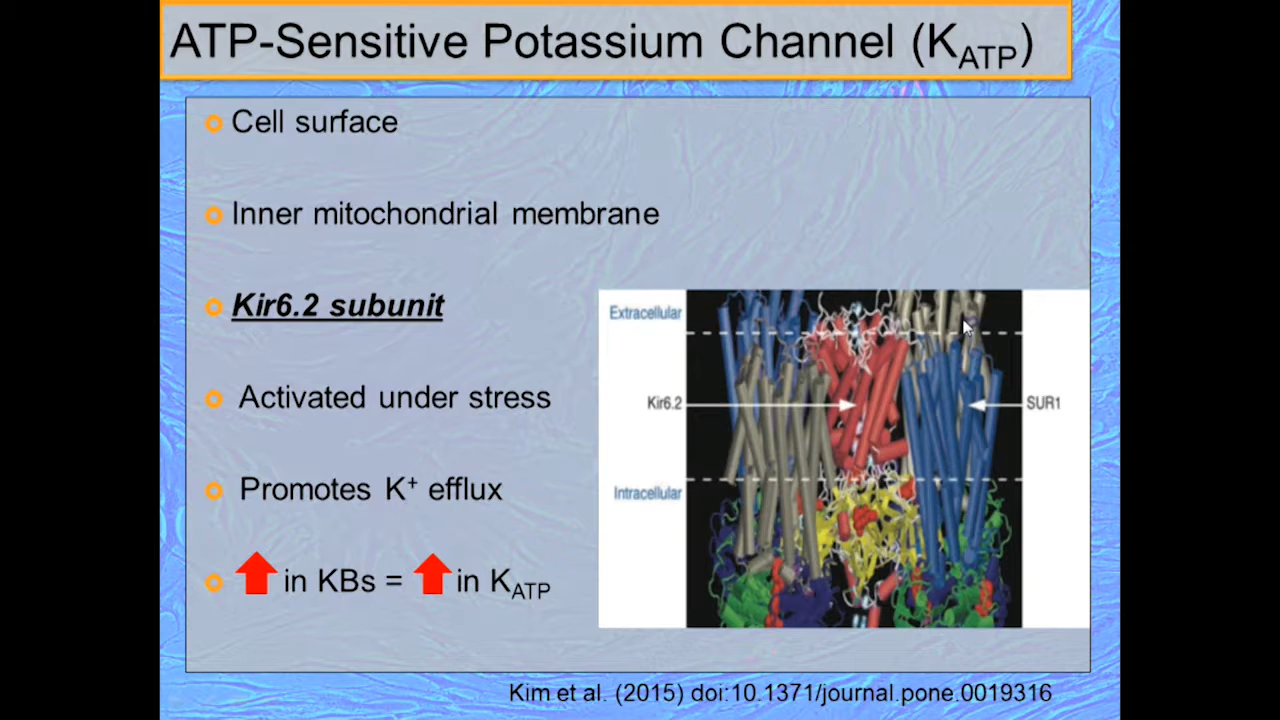 ATP-Sensitive Potassium Channel (KATP)
Cell surface
Inner mitochondrial membrane
Kir6.2 subunit
Activated under stress
Promotes K+ efflux
in KBs = in KATP
Extracellular
Kir6.2
SUR1
Intracellular
Kim et al. (2015) doi:10.1371/journal.pone.0019316